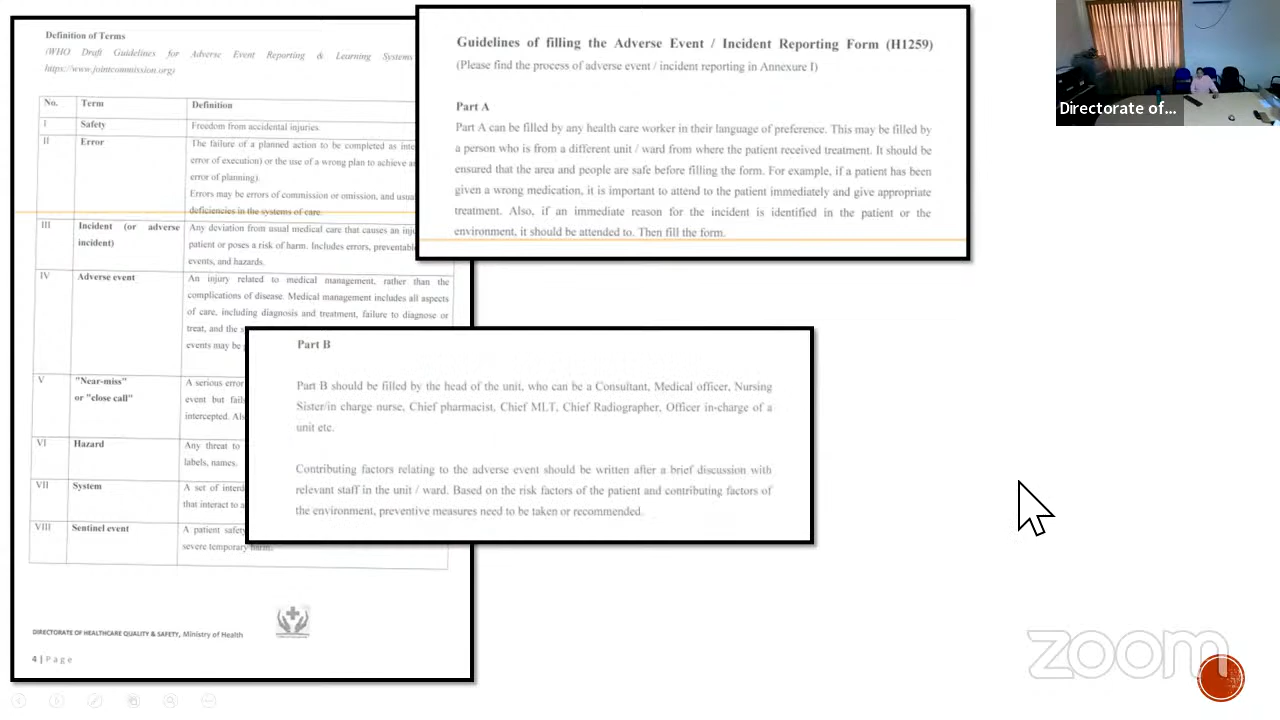 Definition of Terms
(WHO Draft Guidelines for Adverse Event Reporting & Learning Systems
https://www.jointcommission.org)
No. Term Definition
I Safety Freedom from accidental injuries
II Error The failure of a planned action to be completed as
error of execution) or the use of a wrong plan to achieve
error of planning).
Errors may be errors of commission or omission, and
deficiencies in the systems of care.
III Incident (or adverse Any deviation from usual medical care that causes an
incident) patient or poses a risk of harm. Includes errors,
events, and hazards.
IV Adverse event An injury related to medical management, rather than the
complications of disease. Medical management includes all aspects
of care, including diagnosis and treatment, failure to diagnose or
treat, and the
events may be
V "Near-miss" A serious error
or "close call" event but
intercepted.
VI Hazard Any threat to
labels, names.
VII System A set of
that interact to
VIII Sentinel event A patient
severe temporary harm.
DIRECTORATE OF HEALTHCARE QUALITY & SAFETY, Ministry of Health
4 | Page
Guidelines of filling the Adverse Event / Incident Reporting Form (H1259)
(Please find the process of adverse event / incident reporting in Annexure I)
Part A
Part A can be filled by any health care worker in their language of preference. This may be filled by
a person who is from a different unit / ward from where the patient received treatment. It should be
ensured that the area and people are safe before filling the form. For example, if a patient has been
given a wrong medication, it is important to attend to the patient immediately and give appropriate
treatment. Also, if an immediate reason for the incident is identified in the patient or the
environment, it should be attended to. Then fill the form.
Part B
Part B should be filled by the head of the unit, who can be a Consultant, Medical officer, Nursing
Sister/in charge nurse, Chief pharmacist, Chief MLT, Chief Radiographer, Officer in-charge of a
unit etc.
Contributing factors relating to the adverse event should be written after a brief discussion with
relevant staff in the unit / ward. Based on the risk factors of the patient and contributing factors of
the environment, preventive measures need to be taken or recommended.
Directorate of...
zoom